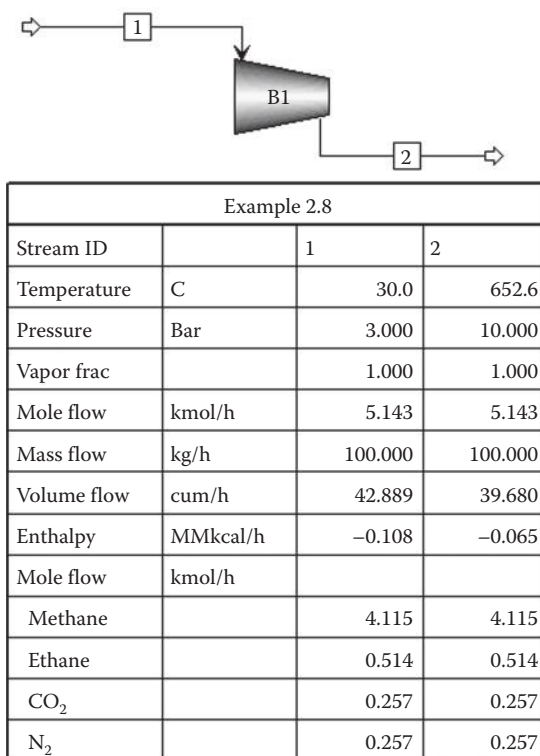 1
B1
2
Example 2.8
Stream ID 1 2
Temperature C 30.0 652.6
Pressure Bar 3.000 10.000
Vapor frac 1.000 1.000
Mole flow kmol/h 5.143 5.143
Mass flow kg/h 100.000 100.000
Volume flow cum/h 42.889 39.680
Enthalpy MMkcal/h –0.108 –0.065
Mole flow kmol/h
Methane 4.115 4.115
Ethane 0.514 0.514
CO₂ 0.257 0.257
N₂ 0.257 0.257